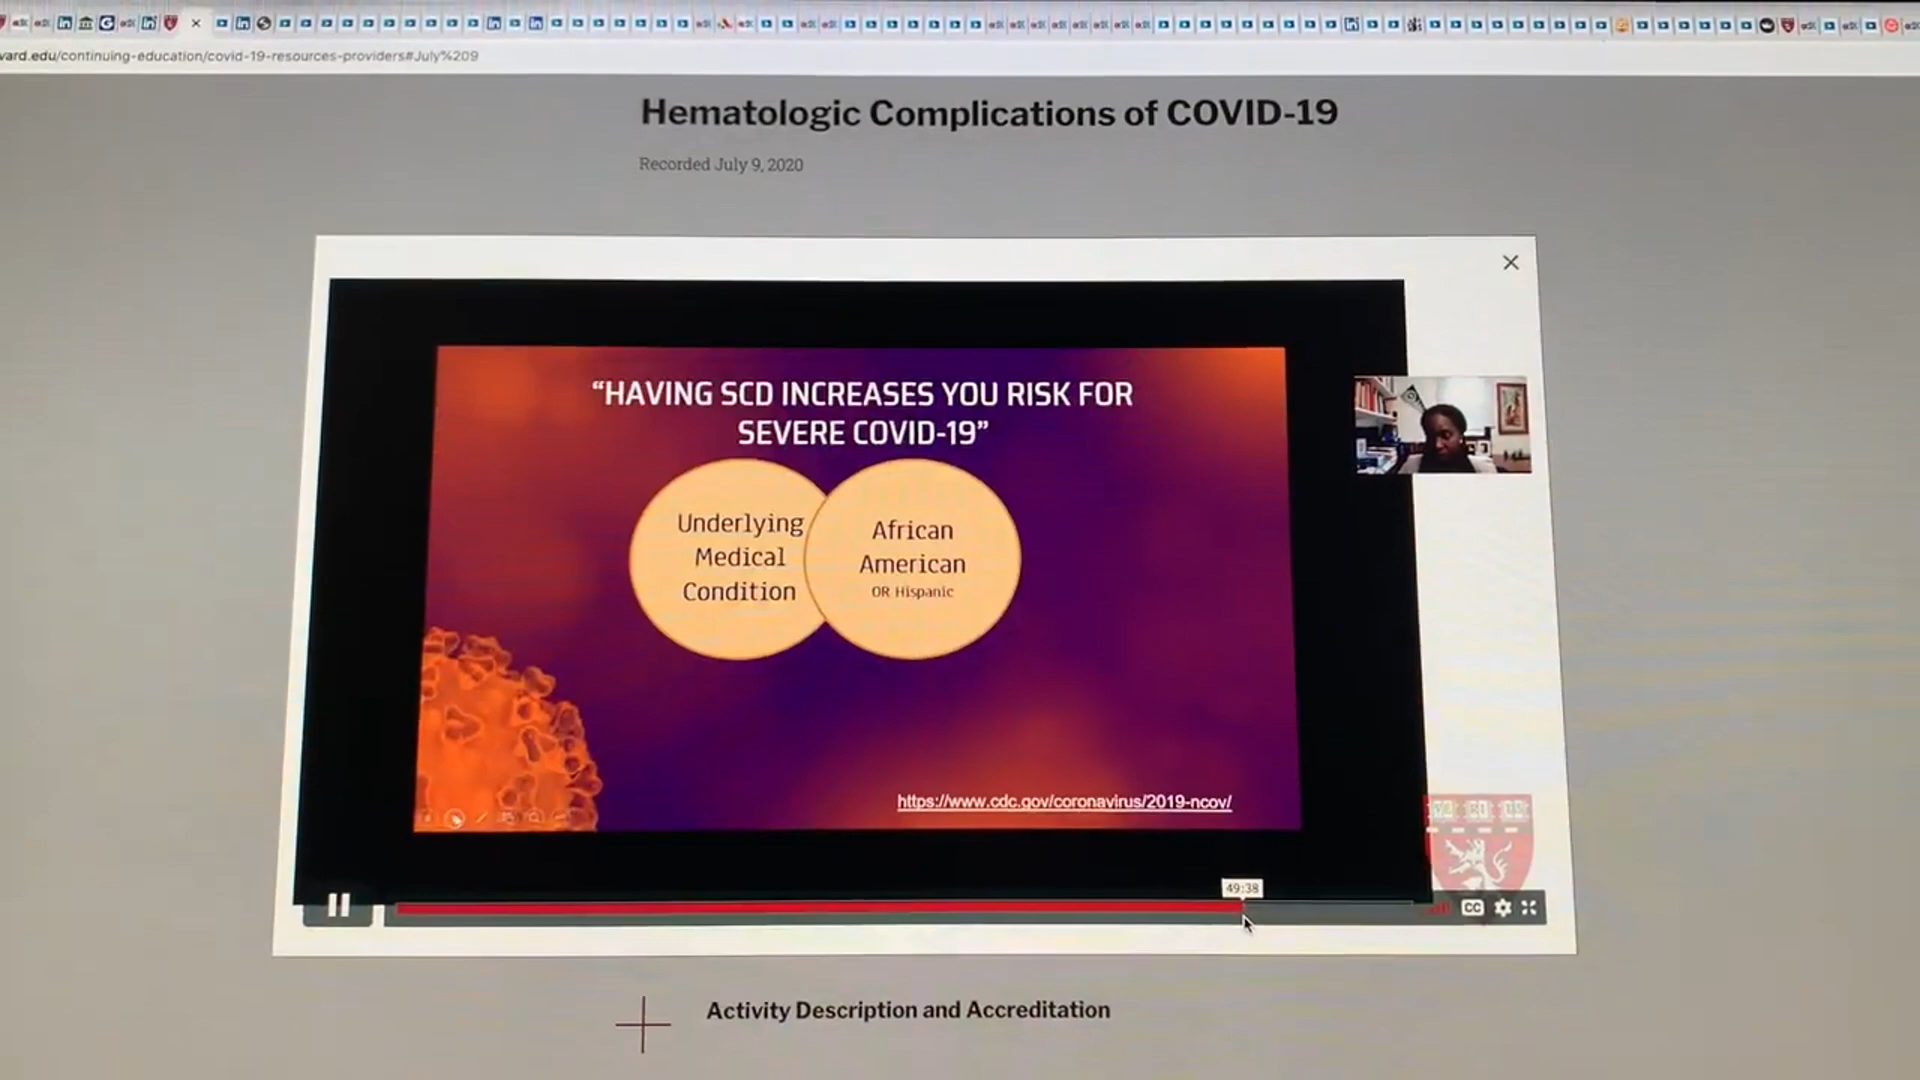 vard.edu/continuing-education/covid-19-resources-providers#July%209
Hematologic Complications of COVID-19
Recorded July 9, 2020
“HAVING SCD INCREASES YOU RISK FOR
SEVERE COVID-19”
Underlying
Medical
Condition
African
American
OR Hispanic
https://www.cdc.gov/coronavirus/2019-ncov/
49:38
CC
Activity Description and Accreditation